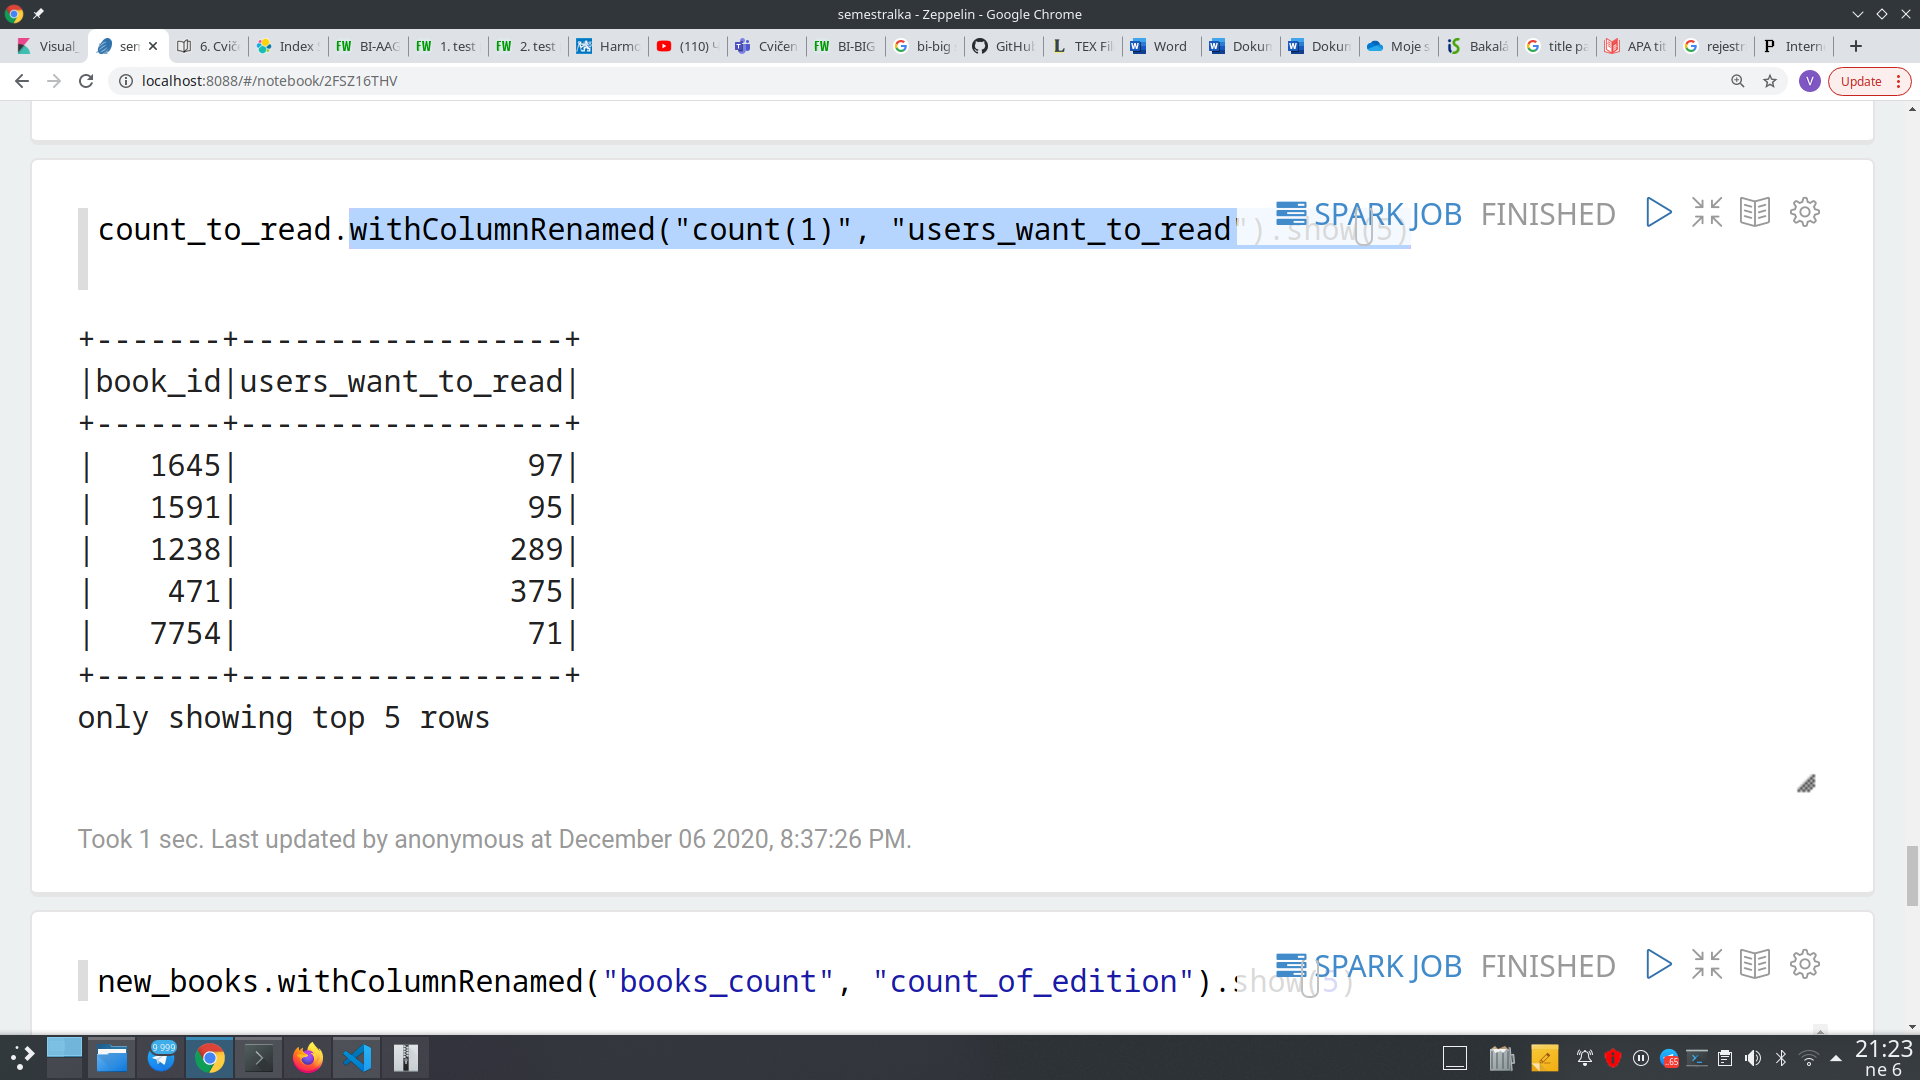 semestralka - Zeppelin - Google Chrome
Visual_ sen 6. Cvič Index FW BI-AAG FW 1. test FW 2. test Harmo (110) Cvičen FW BI-BIG bi-big GitHub TEX Fil Word Dokun Dokun Moje s Bakalá title pa APA tit rejestr Intern
localhost:8088/#/notebook/2FSZ16THV V Update
count_to_read.withColumnRenamed("count(1)", "users_want_to_read").show(5) SPARK JOB FINISHED
+-------+------------------+
|book_id|users_want_to_read|
+-------+------------------+
|   1645|                97|
|   1591|                95|
|   1238|               289|
|    471|               375|
|   7754|                71|
+-------+------------------+
only showing top 5 rows
Took 1 sec. Last updated by anonymous at December 06 2020, 8:37:26 PM.
new_books.withColumnRenamed("books_count", "count_of_edition").show(5) SPARK JOB FINISHED
9 999
21:23
ne 6